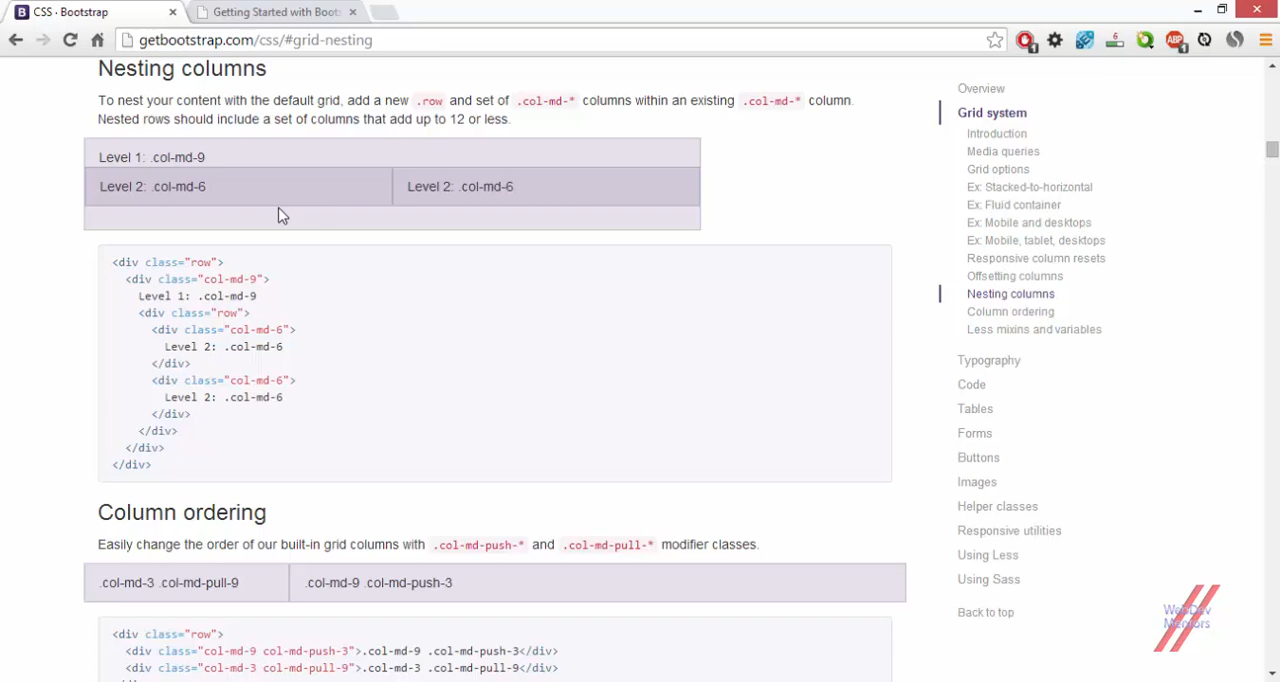 CSS · Bootstrap
Getting Started with Boots
getbootstrap.com/css/#grid-nesting
Nesting columns
To nest your content with the default grid, add a new .row and set of .col-md-* columns within an existing .col-md-* column.
Nested rows should include a set of columns that add up to 12 or less.
Level 1: .col-md-9
Level 2: .col-md-6
Level 2: .col-md-6
<div class="row">
<div class="col-md-9">
Level 1: .col-md-9
<div class="row">
<div class="col-md-6">
Level 2: .col-md-6
</div>
<div class="col-md-6">
Level 2: .col-md-6
</div>
</div>
</div>
</div>
Column ordering
Easily change the order of our built-in grid columns with .col-md-push-* and .col-md-pull-* modifier classes.
.col-md-3 .col-md-pull-9
.col-md-9 .col-md-push-3
<div class="row">
<div class="col-md-9 col-md-push-3">.col-md-9 .col-md-push-3</div>
<div class="col-md-3 col-md-pull-9">.col-md-3 .col-md-pull-9</div>
Overview
Grid system
Introduction
Media queries
Grid options
Ex: Stacked-to-horizontal
Ex: Fluid container
Ex: Mobile and desktops
Ex: Mobile, tablet, desktops
Responsive column resets
Offsetting columns
Nesting columns
Column ordering
Less mixins and variables
Typography
Code
Tables
Forms
Buttons
Images
Helper classes
Responsive utilities
Using Less
Using Sass
Back to top
WebDev
Mentors